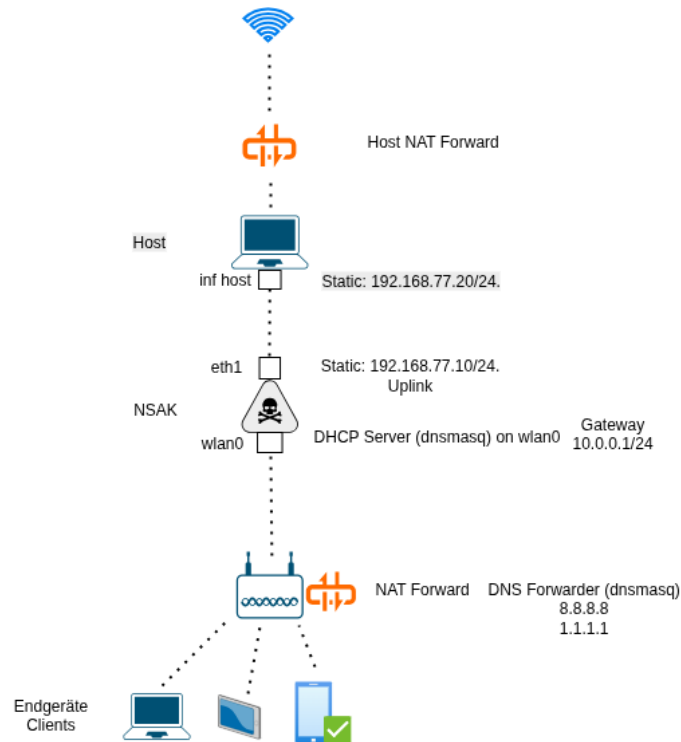 Host NAT Forward
Host
inf host
Static: 192.168.77.20/24.
eth1
Static: 192.168.77.10/24.
Uplink
NSAK
wlan0
DHCP Server (dnsmasq) on wlan0
Gateway
10.0.0.1/24
NAT Forward
DNS Forwarder (dnsmasq)
8.8.8.8
1.1.1.1
Endgeräte
Clients